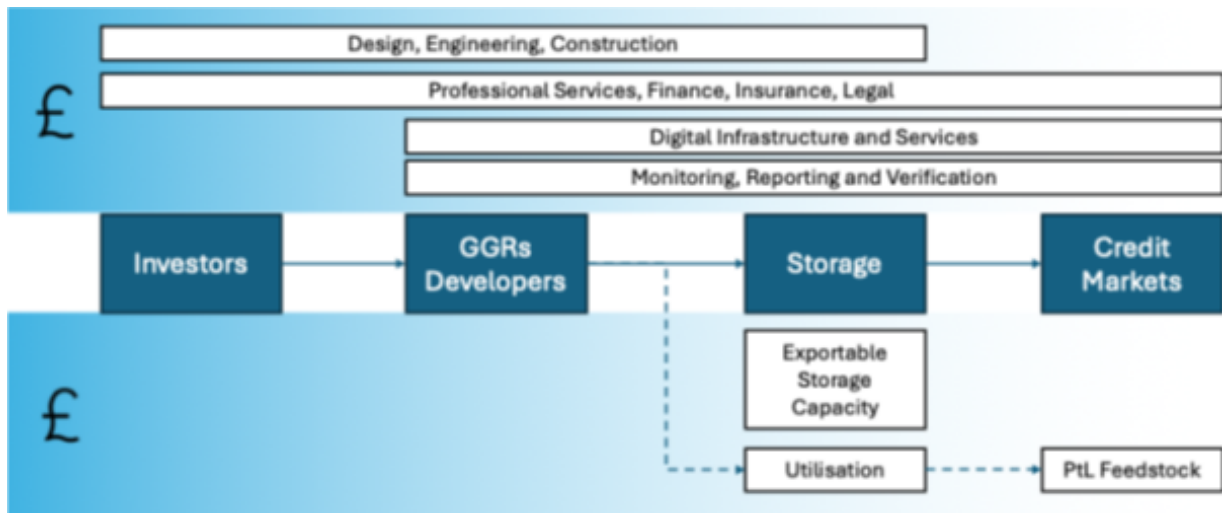 Design, Engineering, Construction
£
Professional Services, Finance, Insurance, Legal
Digital Infrastructure and Services
Monitoring, Reporting and Verification
Investors
GGRs
Developers
Storage
Credit
Markets
£
Exportable
Storage
Capacity
Utilisation
PtL Feedstock